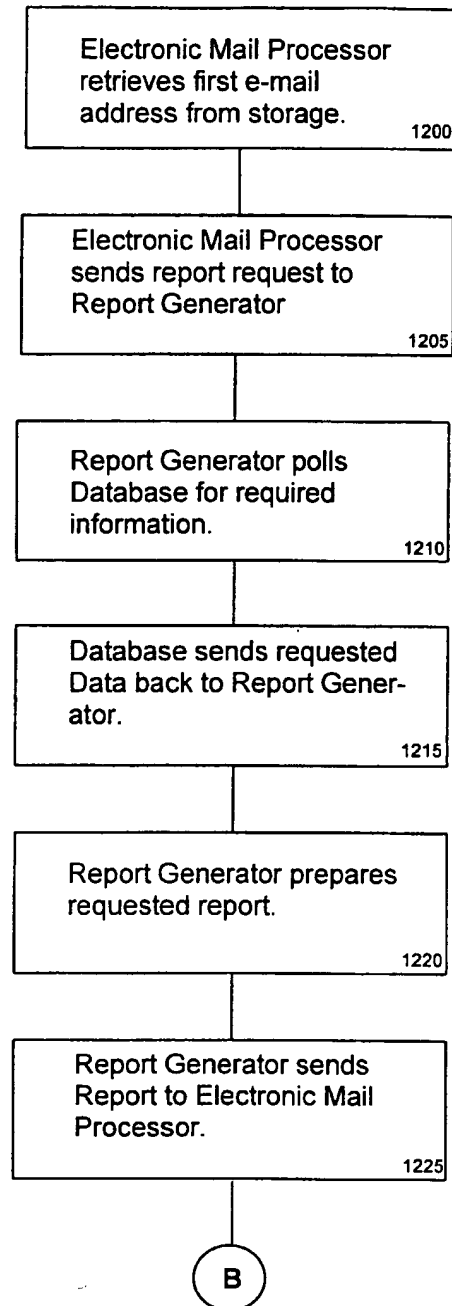 Electronic Mail Processor
retrieves first e-mail
address from storage.
1200
Electronic Mail Processor
sends report request to
Report Generator
1205
Report Generator polls
Database for required
information.
1210
Database sends requested
Data back to Report Gener-
ator.
1215
Report Generator prepares
requested report.
1220
Report Generator sends
Report to Electronic Mail
Processor.
1225
B